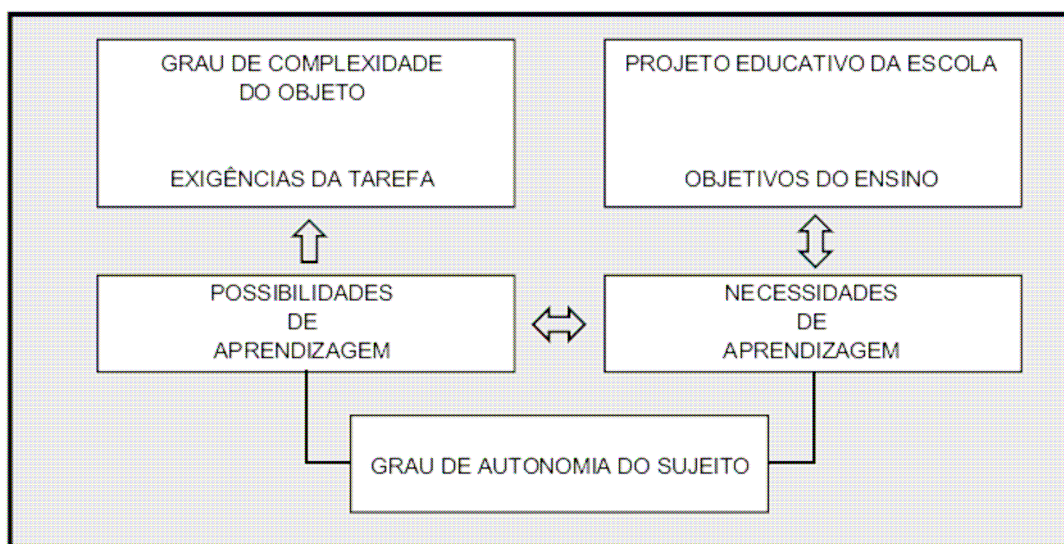 GRAU DE COMPLEXIDADE
DO OBJETO
EXIGÊNCIAS DA TAREFA
PROJETO EDUCATIVO DA ESCOLA
OBJETIVOS DO ENSINO
POSSIBILIDADES
DE
APRENDIZAGEM
NECESSIDADES
DE
APRENDIZAGEM
GRAU DE AUTONOMIA DO SUJEITO